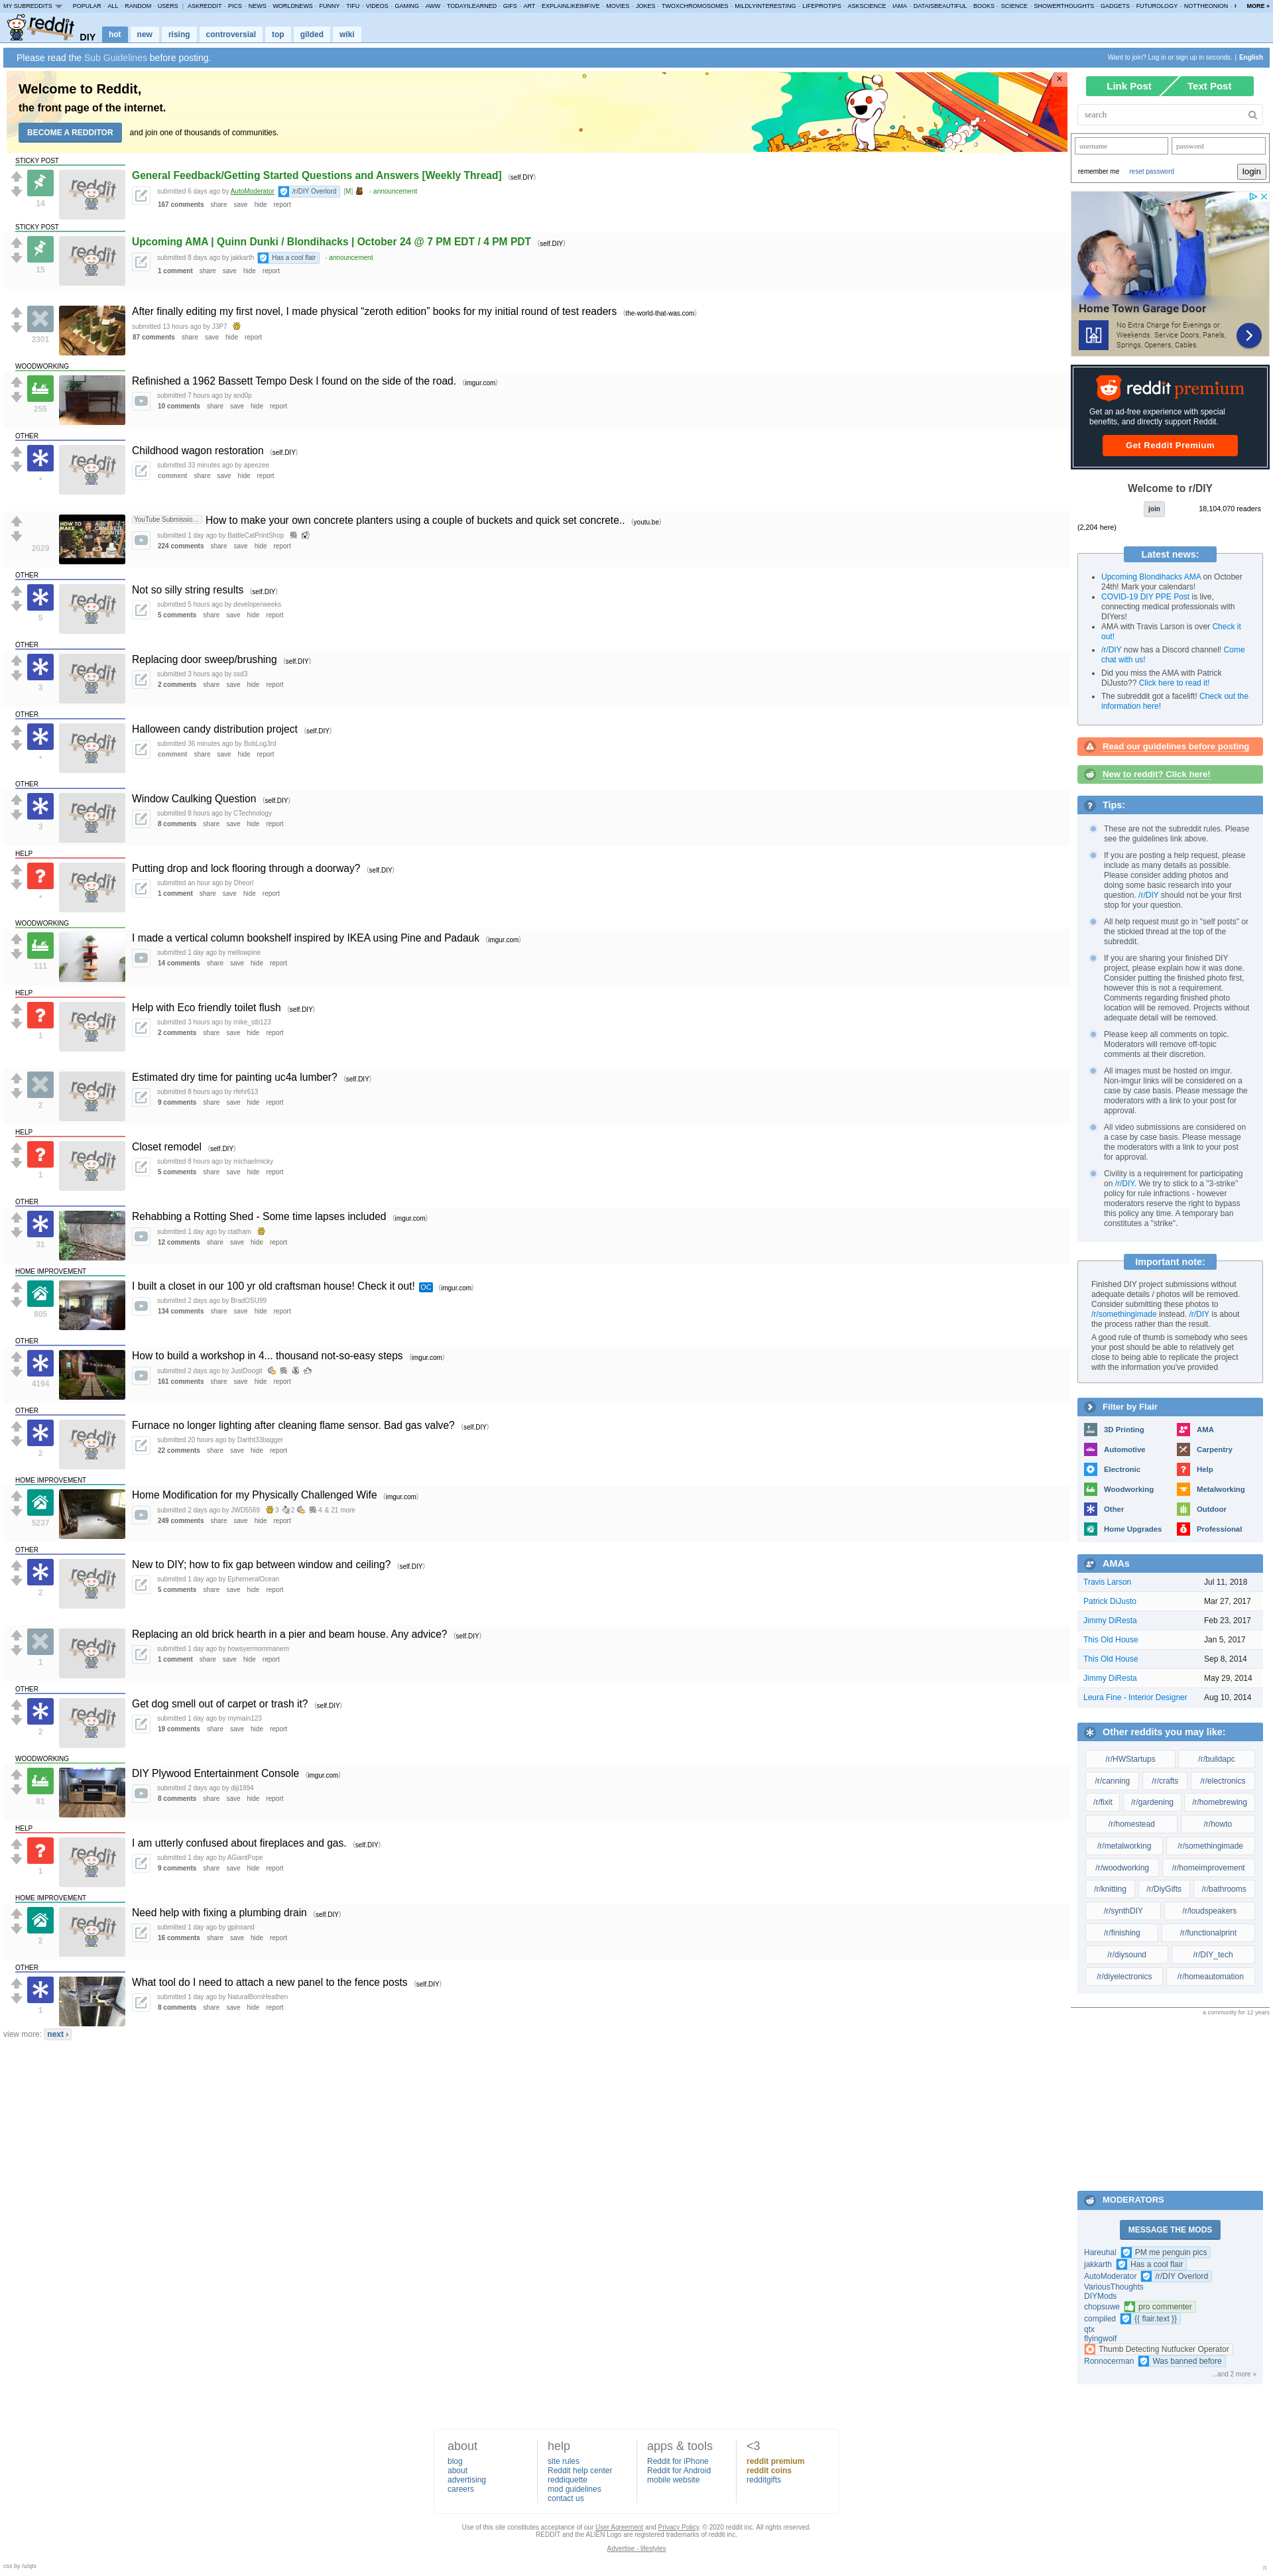 MY SUBREDDITS POPULAR - ALL - RANDOM - USERS | ASKREDDIT - PICS - NEWS - WORLDNEWS - FUNNY - TIFU - VIDEOS - GAMING - AWW - TODAYILEARNED - GIFS - ART - EXPLAINLIKEIMFIVE - MOVIES - JOKES - TWOXCHROMOSOMES - MILDLYINTERESTING - LIFEPROTIPS - ASKSCIENCE - IAMA - DATAISBEAUTIFUL - BOOKS - SCIENCE - SHOWERTHOUGHTS - GADGETS - FUTUROLOGY - NOTTHEONION - MORE »
reddit DIY hot new rising controversial top gilded wiki
Please read the Sub Guidelines before posting.
Want to join? Log in or sign up in seconds. | English
Welcome to Reddit,
the front page of the internet.
BECOME A REDDITOR and join one of thousands of communities.
STICKY POST
General Feedback/Getting Started Questions and Answers [Weekly Thread] (self.DIY)
14
submitted 6 days ago by AutoModerator /r/DIY Overlord [M] - announcement
167 comments share save hide report
STICKY POST
Upcoming AMA | Quinn Dunki / Blondihacks | October 24 @ 7 PM EDT / 4 PM PDT (self.DIY)
15
submitted 8 days ago by jakkarth Has a cool flair - announcement
1 comment share save hide report
After finally editing my first novel, I made physical “zeroth edition” books for my initial round of test readers (the-world-that-was.com)
2301
submitted 13 hours ago by J3P7
87 comments share save hide report
WOODWORKING
Refinished a 1962 Bassett Tempo Desk I found on the side of the road. (imgur.com)
255
submitted 7 hours ago by snd0p
10 comments share save hide report
OTHER
Childhood wagon restoration (self.DIY)
•
submitted 33 minutes ago by apeezee
comment share save hide report
YouTube Submissio... How to make your own concrete planters using a couple of buckets and quick set concrete.. (youtu.be)
2029
HOW TO MAKE
submitted 1 day ago by BattleCatPrintShop
224 comments share save hide report
OTHER
Not so silly string results (self.DIY)
5
submitted 5 hours ago by developerweeks
5 comments share save hide report
OTHER
Replacing door sweep/brushing (self.DIY)
3
submitted 3 hours ago by ssd3
2 comments share save hide report
OTHER
Halloween candy distribution project (self.DIY)
•
submitted 36 minutes ago by BobLog3rd
comment share save hide report
OTHER
Window Caulking Question (self.DIY)
3
submitted 8 hours ago by CTechnology
8 comments share save hide report
HELP
Putting drop and lock flooring through a doorway? (self.DIY)
•
submitted an hour ago by Dheorl
1 comment share save hide report
WOODWORKING
I made a vertical column bookshelf inspired by IKEA using Pine and Padauk (imgur.com)
111
submitted 1 day ago by mellowpine
14 comments share save hide report
HELP
Help with Eco friendly toilet flush (self.DIY)
1
submitted 3 hours ago by mike_stb123
2 comments share save hide report
Estimated dry time for painting uc4a lumber? (self.DIY)
2
submitted 8 hours ago by rfehr613
9 comments share save hide report
HELP
Closet remodel (self.DIY)
1
submitted 8 hours ago by michaelmicky
5 comments share save hide report
OTHER
Rehabbing a Rotting Shed - Some time lapses included (imgur.com)
31
submitted 1 day ago by ctatham
12 comments share save hide report
HOME IMPROVEMENT
I built a closet in our 100 yr old craftsman house! Check it out! OC (imgur.com)
805
submitted 2 days ago by BradOSU99
134 comments share save hide report
OTHER
How to build a workshop in 4... thousand not-so-easy steps (imgur.com)
4194
submitted 2 days ago by JustDoogit
161 comments share save hide report
OTHER
Furnace no longer lighting after cleaning flame sensor. Bad gas valve? (self.DIY)
2
submitted 20 hours ago by Dartht33bagger
22 comments share save hide report
HOME IMPROVEMENT
Home Modification for my Physically Challenged Wife (imgur.com)
5237
submitted 2 days ago by JWD5569 3 2 4 & 21 more
249 comments share save hide report
OTHER
New to DIY; how to fix gap between window and ceiling? (self.DIY)
2
submitted 1 day ago by EphemeralOcean
5 comments share save hide report
Replacing an old brick hearth in a pier and beam house. Any advice? (self.DIY)
1
submitted 1 day ago by howsyermommanem
1 comment share save hide report
OTHER
Get dog smell out of carpet or trash it? (self.DIY)
2
submitted 1 day ago by mymain123
19 comments share save hide report
WOODWORKING
DIY Plywood Entertainment Console (imgur.com)
81
submitted 2 days ago by diji1994
8 comments share save hide report
HELP
I am utterly confused about fireplaces and gas. (self.DIY)
1
submitted 1 day ago by AGiantPope
9 comments share save hide report
HOME IMPROVEMENT
Need help with fixing a plumbing drain (self.DIY)
2
submitted 1 day ago by gpinsand
16 comments share save hide report
OTHER
What tool do I need to attach a new panel to the fence posts (self.DIY)
1
submitted 1 day ago by NaturalBornHeathen
8 comments share save hide report
view more: next ›
Link Post Text Post
search
username password
remember me reset password login
Home Town Garage Door
No Extra Charge for Evenings or
Weekends. Service Doors, Panels,
Springs, Openers, Cables.
reddit premium
Get an ad-free experience with special
benefits, and directly support Reddit.
Get Reddit Premium
Welcome to r/DIY
join 18,104,070 readers
(2,204 here)
Latest news:
Upcoming Blondihacks AMA on October
24th! Mark your calendars!
COVID-19 DIY PPE Post is live,
connecting medical professionals with
DIYers!
AMA with Travis Larson is over Check it
out!
/r/DIY now has a Discord channel! Come
chat with us!
Did you miss the AMA with Patrick
DiJusto?? Click here to read it!
The subreddit got a facelift! Check out the
information here!
Read our guidelines before posting
New to reddit? Click here!
Tips:
These are not the subreddit rules. Please
see the guidelines link above.
If you are posting a help request, please
include as many details as possible.
Please consider adding photos and
doing some basic research into your
question. /r/DIY should not be your first
stop for your question.
All help request must go in "self posts" or
the stickied thread at the top of the
subreddit.
If you are sharing your finished DIY
project, please explain how it was done.
Consider putting the finished photo first,
however this is not a requirement.
Comments regarding finished photo
location will be removed. Projects without
adequate detail will be removed.
Please keep all comments on topic.
Moderators will remove off-topic
comments at their discretion.
All images must be hosted on imgur.
Non-imgur links will be considered on a
case by case basis. Please message the
moderators with a link to your post for
approval.
All video submissions are considered on
a case by case basis. Please message
the moderators with a link to your post
for approval.
Civility is a requirement for participating
on /r/DIY. We try to stick to a "3-strike"
policy for rule infractions - however
moderators reserve the right to bypass
this policy any time. A temporary ban
constitutes a "strike".
Important note:
Finished DIY project submissions without
adequate details / photos will be removed.
Consider submitting these photos to
/r/somethingimade instead. /r/DIY is about
the process rather than the result.
A good rule of thumb is somebody who sees
your post should be able to relatively get
close to being able to replicate the project
with the information you've provided
Filter by Flair
3D Printing AMA
Automotive Carpentry
Electronic Help
Woodworking Metalworking
Other Outdoor
Home Upgrades Professional
AMAs
Travis Larson Jul 11, 2018
Patrick DiJusto Mar 27, 2017
Jimmy DiResta Feb 23, 2017
This Old House Jan 5, 2017
This Old House Sep 8, 2014
Jimmy DiResta May 29, 2014
Leura Fine - Interior Designer Aug 10, 2014
Other reddits you may like:
/r/HWStartups /r/buildapc
/r/canning /r/crafts /r/electronics
/r/fixit /r/gardening /r/homebrewing
/r/homestead /r/howto
/r/metalworking /r/somethingimade
/r/woodworking /r/homeimprovement
/r/knitting /r/DiyGifts /r/bathrooms
/r/synthDIY /r/loudspeakers
/r/finishing /r/functionalprint
/r/diysound /r/DIY_tech
/r/diyelectronics /r/homeautomation
a community for 12 years
MODERATORS
MESSAGE THE MODS
Hareuhal PM me penguin pics
jakkarth Has a cool flair
AutoModerator /r/DIY Overlord
VariousThoughts
DIYMods
chopsuwe pro commenter
compiled {{ flair.text }}
qtx
flyingwolf
Thumb Detecting Nutfucker Operator
Ronnocerman Was banned before
...and 2 more »
about
blog
about
advertising
careers
help
site rules
Reddit help center
reddiquette
mod guidelines
contact us
apps & tools
Reddit for iPhone
Reddit for Android
mobile website
<3
reddit premium
reddit coins
redditgifts
Use of this site constitutes acceptance of our User Agreement and Privacy Policy. © 2020 reddit inc. All rights reserved.
REDDIT and the ALIEN Logo are registered trademarks of reddit inc.
Advertise - lifestyles
css by /u/qtx
π